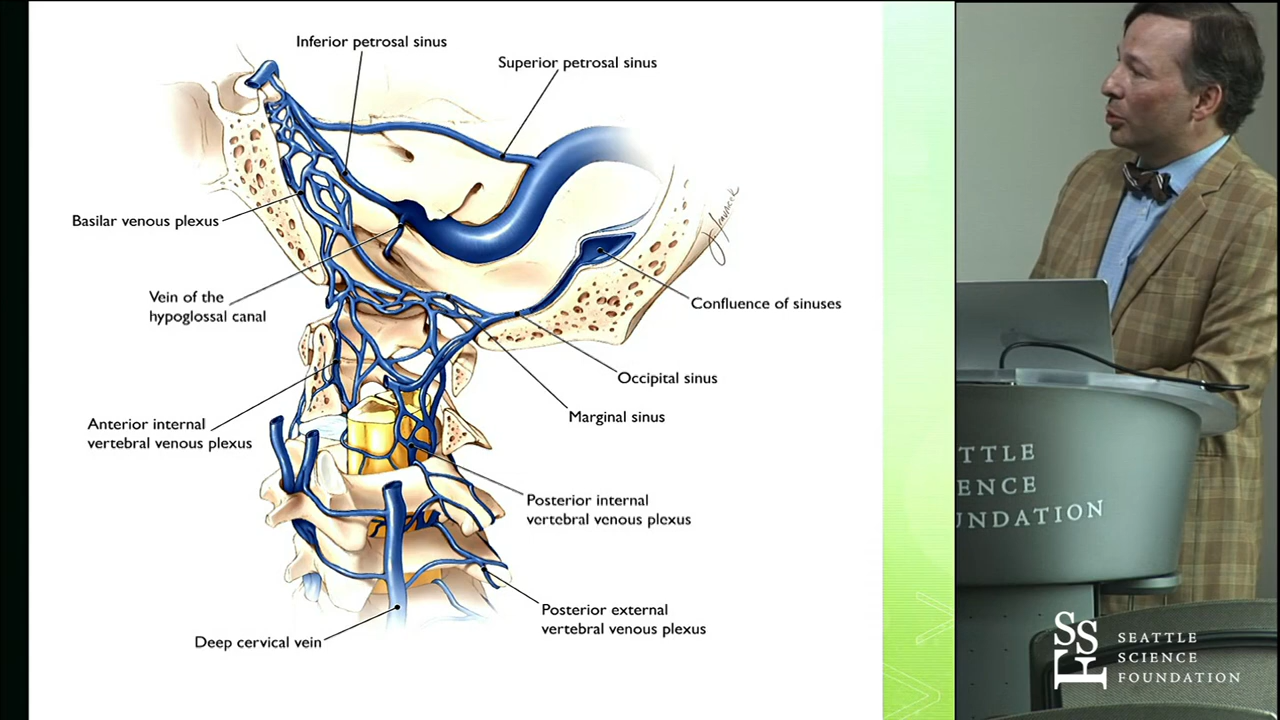 Inferior petrosal sinus
Superior petrosal sinus
Basilar venous plexus
Vein of the
hypoglossal canal
Confluence of sinuses
Occipital sinus
Marginal sinus
Anterior internal
vertebral venous plexus
Posterior internal
vertebral venous plexus
Posterior external
vertebral venous plexus
Deep cervical vein
TTLE
ENCE
UNDATION
SSF
SEATTLE
SCIENCE
FOUNDATION